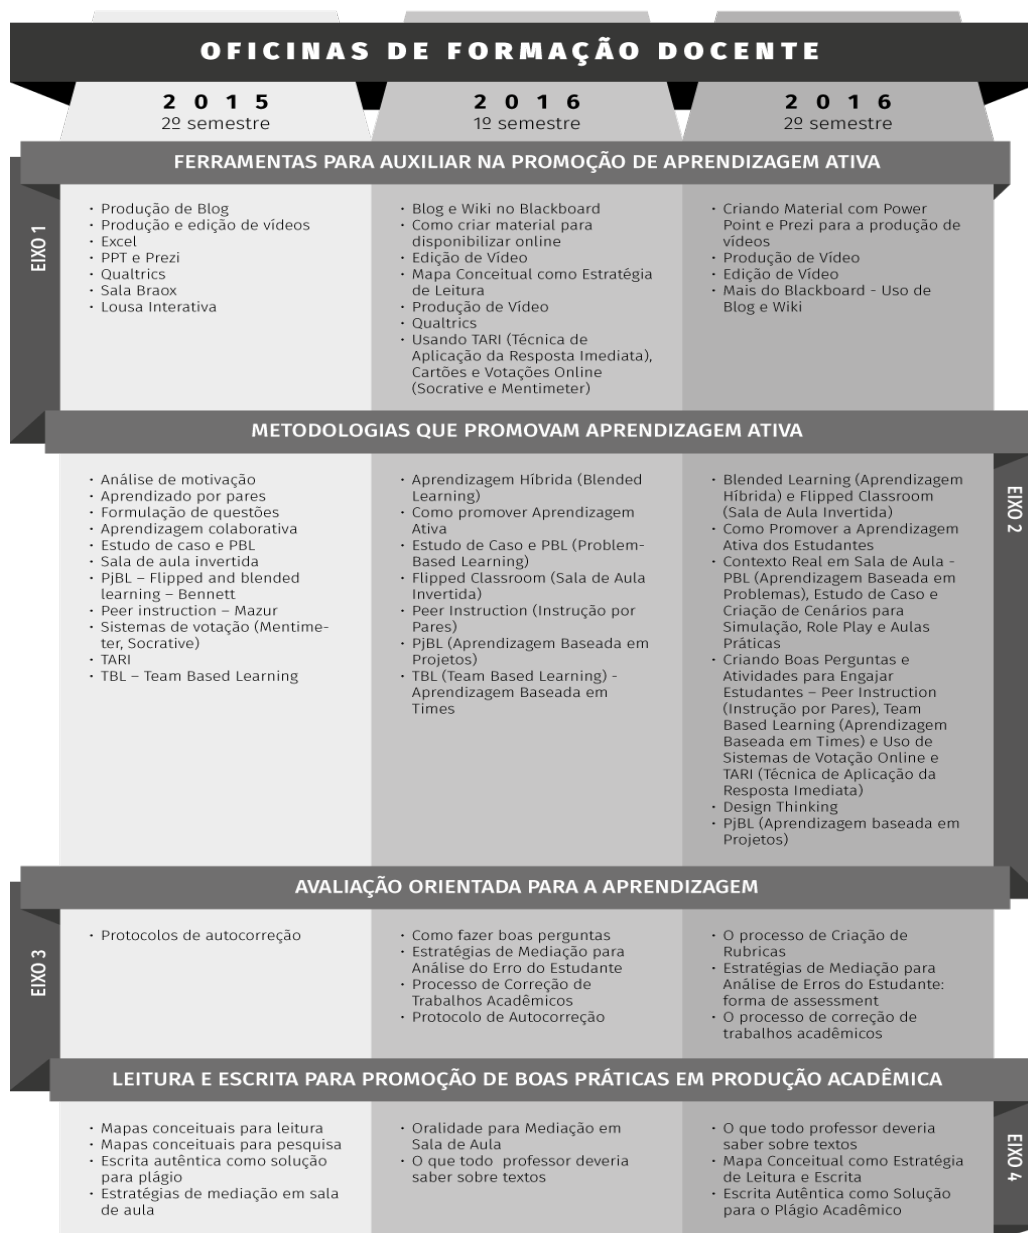 OFICINAS DE FORMAÇÃO DOCENTE
2015
2º semestre
2016
1º semestre
2016
2º semestre
FERRAMENTAS PARA AUXILIAR NA PROMOÇÃO DE APRENDIZAGEM ATIVA
EIXO 1
• Produção de Blog
• Produção e edição de vídeos
• Excel
• PPT e Prezi
• Qualtrics
• Sala Braox
• Lousa Interativa
• Blog e Wiki no Blackboard
• Como criar material para
disponibilizar online
• Edição de Vídeo
• Mapa Conceitual como Estratégia
de Leitura
• Produção de Vídeo
• Qualtrics
• Usando TARI (Técnica de
Aplicação da Resposta Imediata),
Cartões e Votações Online
(Socrative e Mentimeter)
• Criando Material com Power
Point e Prezi para a produção de
vídeos
• Produção de Vídeo
• Edição de Vídeo
• Mais do Blackboard - Uso de
Blog e Wiki
METODOLOGIAS QUE PROMOVAM APRENDIZAGEM ATIVA
• Análise de motivação
• Aprendizado por pares
• Formulação de questões
• Aprendizagem colaborativa
• Estudo de caso e PBL
• Sala de aula invertida
• PjBL – Flipped and blended
learning – Bennett
• Peer instruction – Mazur
• Sistemas de votação (Mentime-
ter, Socrative)
• TARI
• TBL – Team Based Learning
• Aprendizagem Híbrida (Blended
Learning)
• Como promover Aprendizagem
Ativa
• Estudo de Caso e PBL (Problem-
Based Learning)
• Flipped Classroom (Sala de Aula
Invertida)
• Peer Instruction (Instrução por
Pares)
• PjBL (Aprendizagem Baseada em
Projetos)
• TBL (Team Based Learning) -
Aprendizagem Baseada em
Times
• Blended Learning (Aprendizagem
Híbrida) e Flipped Classroom
(Sala de Aula Invertida)
• Como Promover a Aprendizagem
Ativa dos Estudantes
• Contexto Real em Sala de Aula -
PBL (Aprendizagem Baseada em
Problemas), Estudo de Caso e
Criação de Cenários para
Simulação, Role Play e Aulas
Práticas
• Criando Boas Perguntas e
Atividades para Engajar
Estudantes – Peer Instruction
(Instrução por Pares), Team
Based Learning (Aprendizagem
Baseada em Times) e Uso de
Sistemas de Votação Online e
TARI (Técnica de Aplicação da
Resposta Imediata)
• Design Thinking
• PjBL (Aprendizagem baseada em
Projetos)
EIXO 2
AVALIAÇÃO ORIENTADA PARA A APRENDIZAGEM
EIXO 3
• Protocolos de autocorreção
• Como fazer boas perguntas
• Estratégias de Mediação para
Análise do Erro do Estudante
• Processo de Correção de
Trabalhos Acadêmicos
• Protocolo de Autocorreção
• O processo de Criação de
Rubricas
• Estratégias de Mediação para
Análise de Erros do Estudante:
forma de assessment
• O processo de correção de
trabalhos acadêmicos
LEITURA E ESCRITA PARA PROMOÇÃO DE BOAS PRÁTICAS EM PRODUÇÃO ACADÊMICA
• Mapas conceituais para leitura
• Mapas conceituais para pesquisa
• Escrita autêntica como solução
para plágio
• Estratégias de mediação em sala
de aula
• Oralidade para Mediação em
Sala de Aula
• O que todo professor deveria
saber sobre textos
• O que todo professor deveria
saber sobre textos
• Mapa Conceitual como Estratégia
de Leitura e Escrita
• Escrita Autêntica como Solução
para o Plágio Acadêmico
EIXO 4